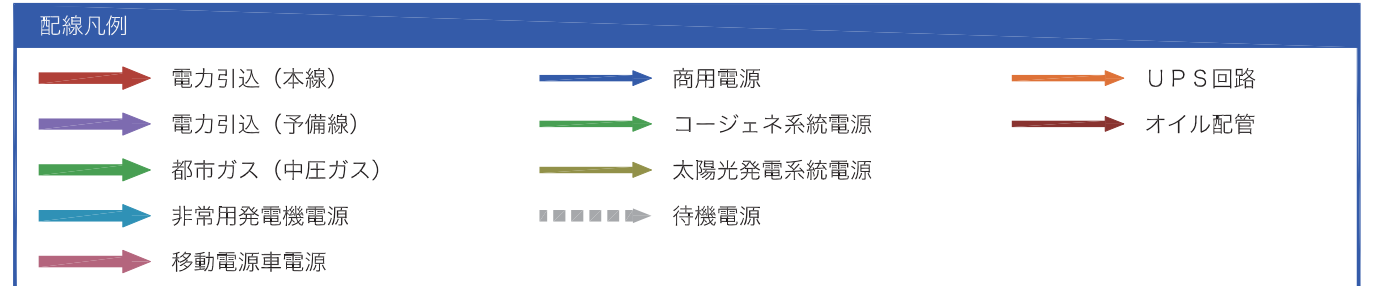 配線凡例
電力引込（本線）
電力引込（予備線）
都市ガス（中圧ガス）
非常用発電機電源
移動電源車電源
商用電源
コージェネ系統電源
太陽光発電系統電源
待機電源
ＵＰＳ回路
オイル配管